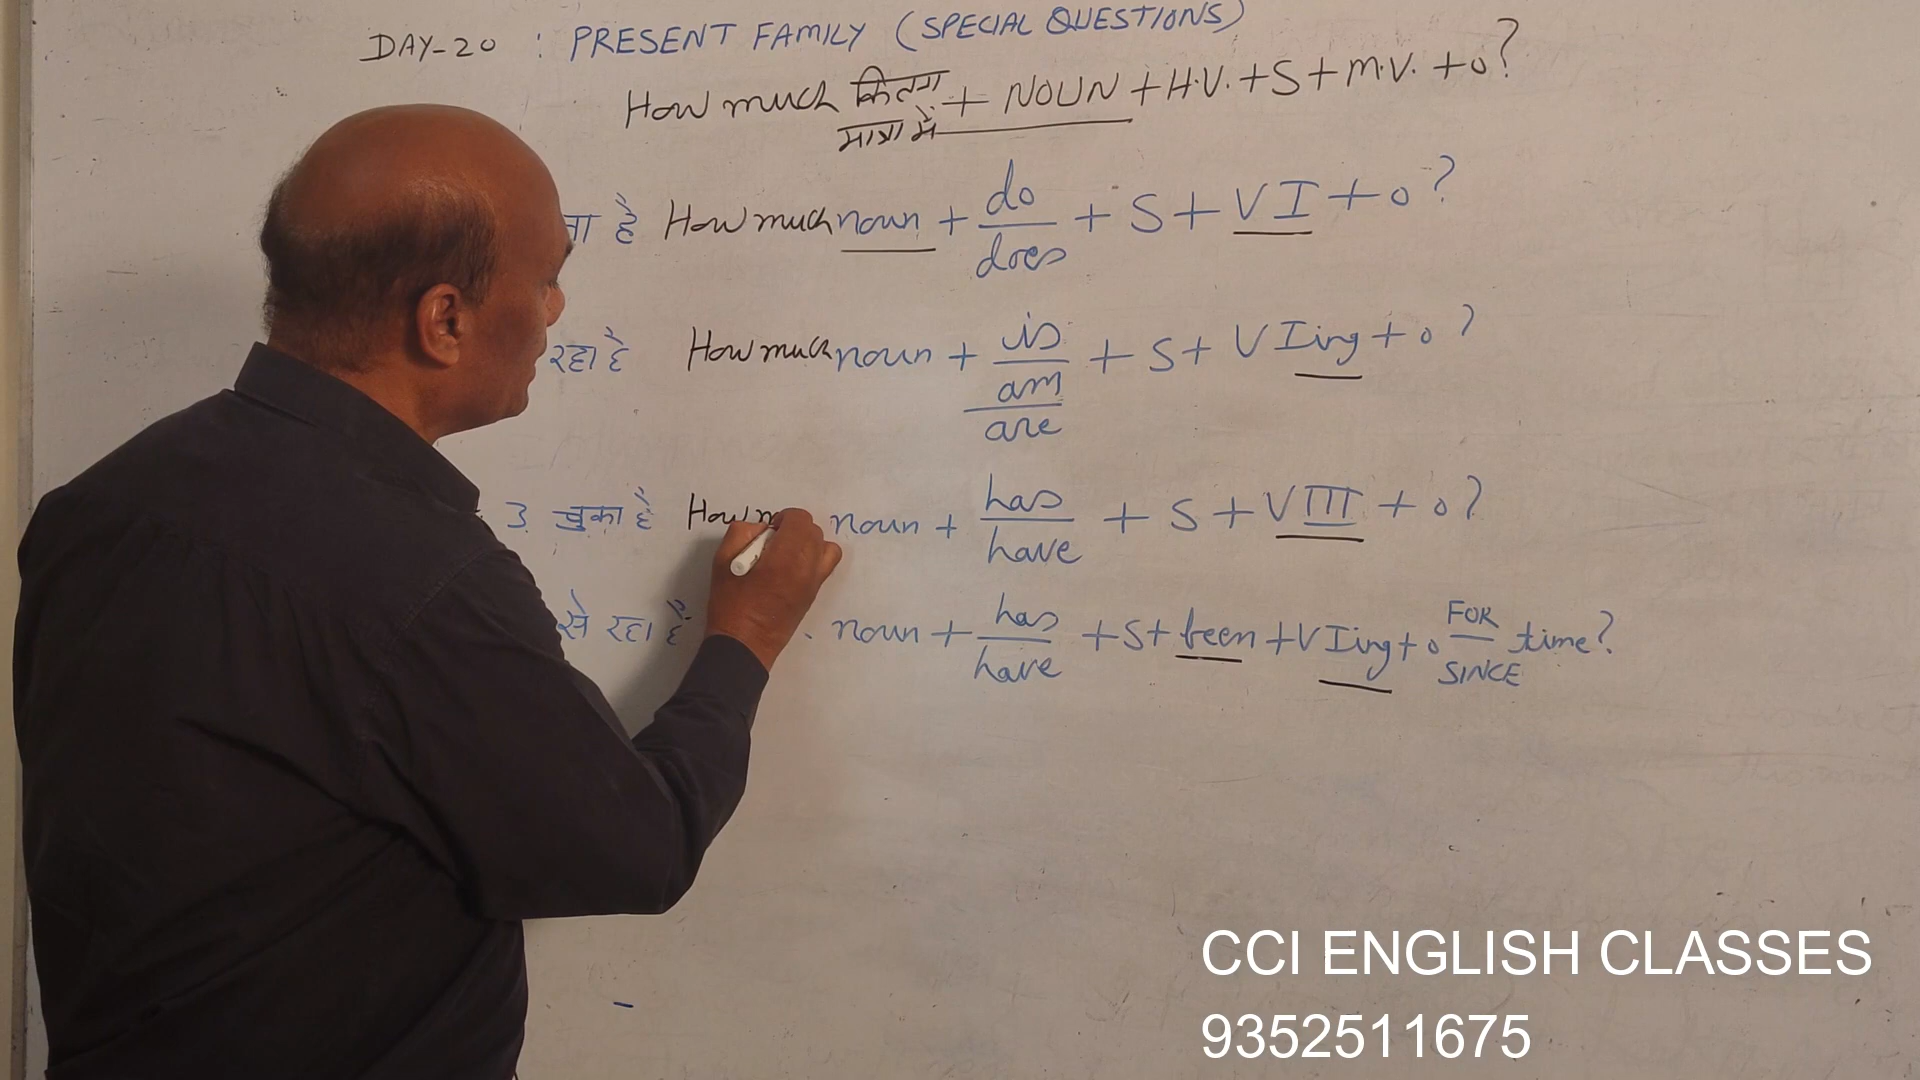 DAY-20 : PRESENT FAMILY (SPECIAL QUESTIONS)
How much कितना मात्रा में + NOUN + H.V. + S + M.V. + O?
ता है How much noun + do/does + S + V I + O?
रहा है How much noun + is/am/are + S + V I ing + O?
3. चुका है How m noun + has/have + S + V III + O?
से रहा है noun + has/have + S + been + V I ing + O FOR/SINCE time?
CCI ENGLISH CLASSES
9352511675